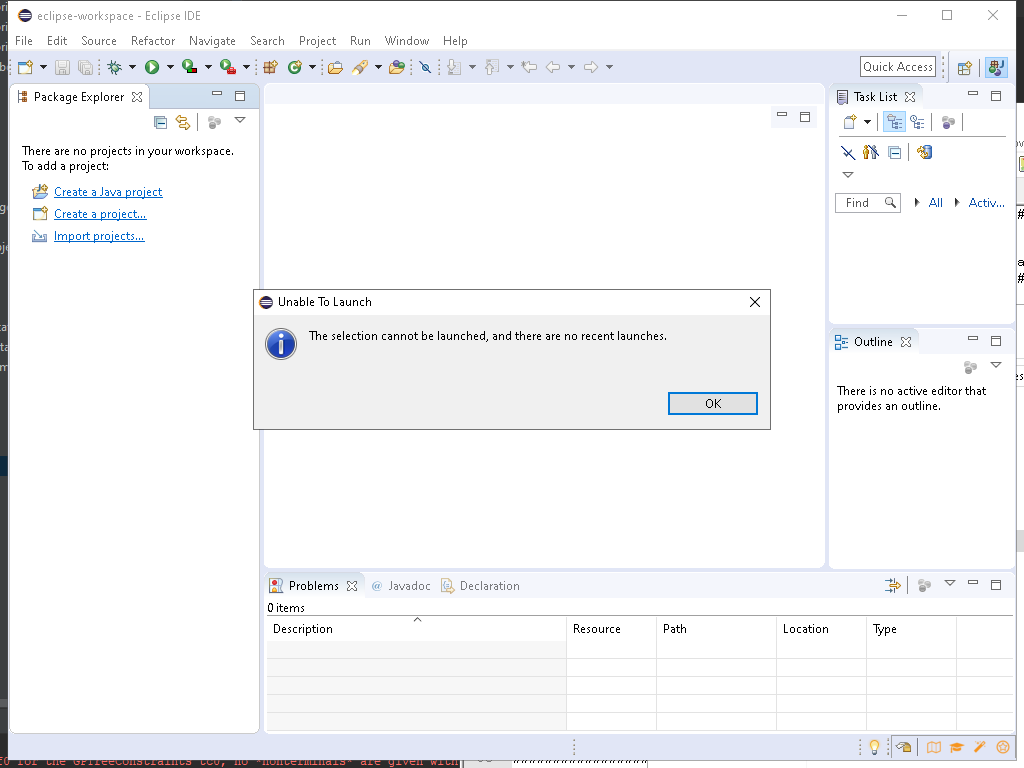 eclipse-workspace - Eclipse IDE
File Edit Source Refactor Navigate Search Project Run Window Help
Quick Access
Package Explorer
There are no projects in your workspace.
To add a project:
Create a Java project
Create a project...
Import projects...
Task List
Find
All
Activ...
Unable To Launch
The selection cannot be launched, and there are no recent launches.
OK
Outline
There is no active editor that
provides an outline.
Problems @ Javadoc Declaration
0 items
Description Resource Path Location Type
for the GPTreeConstraints tc0, no *nonterminals* are given with